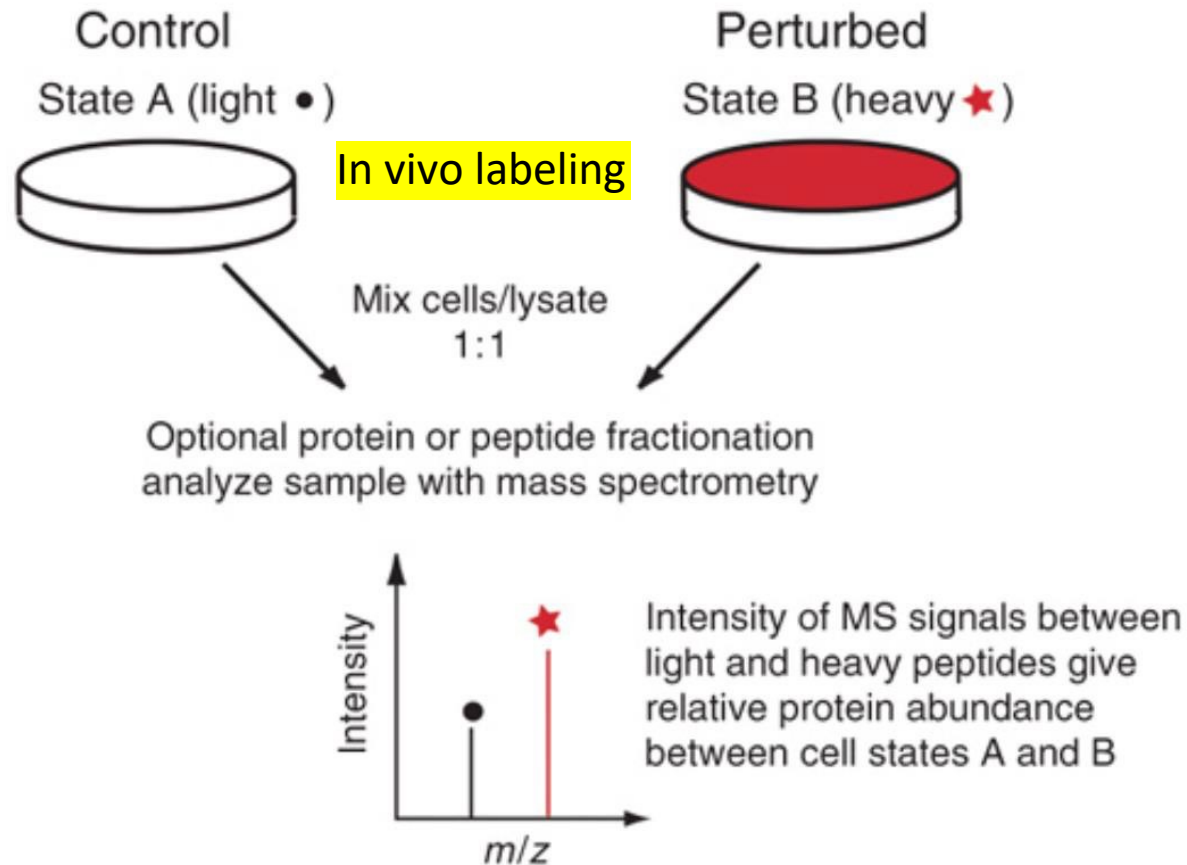 Control
Perturbed
State A (light ●)
State B (heavy ★)
In vivo labeling
Mix cells/lysate
1:1
Optional protein or peptide fractionation
analyze sample with mass spectrometry
Intensity
m/z
Intensity of MS signals between
light and heavy peptides give
relative protein abundance
between cell states A and B